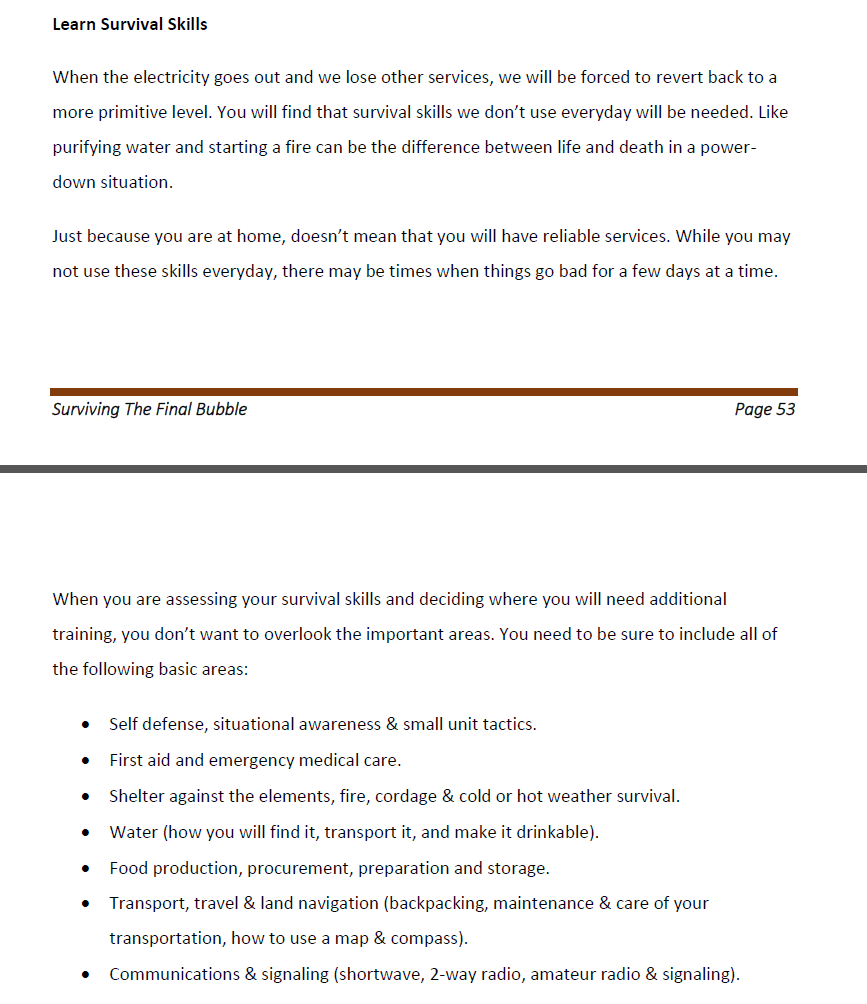 Learn Survival Skills
When the electricity goes out and we lose other services, we will be forced to revert back to a
more primitive level. You will find that survival skills we don’t use everyday will be needed. Like
purifying water and starting a fire can be the difference between life and death in a power-
down situation.
Just because you are at home, doesn’t mean that you will have reliable services. While you may
not use these skills everyday, there may be times when things go bad for a few days at a time.
Surviving The Final Bubble Page 53
When you are assessing your survival skills and deciding where you will need additional
training, you don’t want to overlook the important areas. You need to be sure to include all of
the following basic areas:
• Self defense, situational awareness & small unit tactics.
• First aid and emergency medical care.
• Shelter against the elements, fire, cordage & cold or hot weather survival.
• Water (how you will find it, transport it, and make it drinkable).
• Food production, procurement, preparation and storage.
• Transport, travel & land navigation (backpacking, maintenance & care of your
transportation, how to use a map & compass).
• Communications & signaling (shortwave, 2-way radio, amateur radio & signaling).